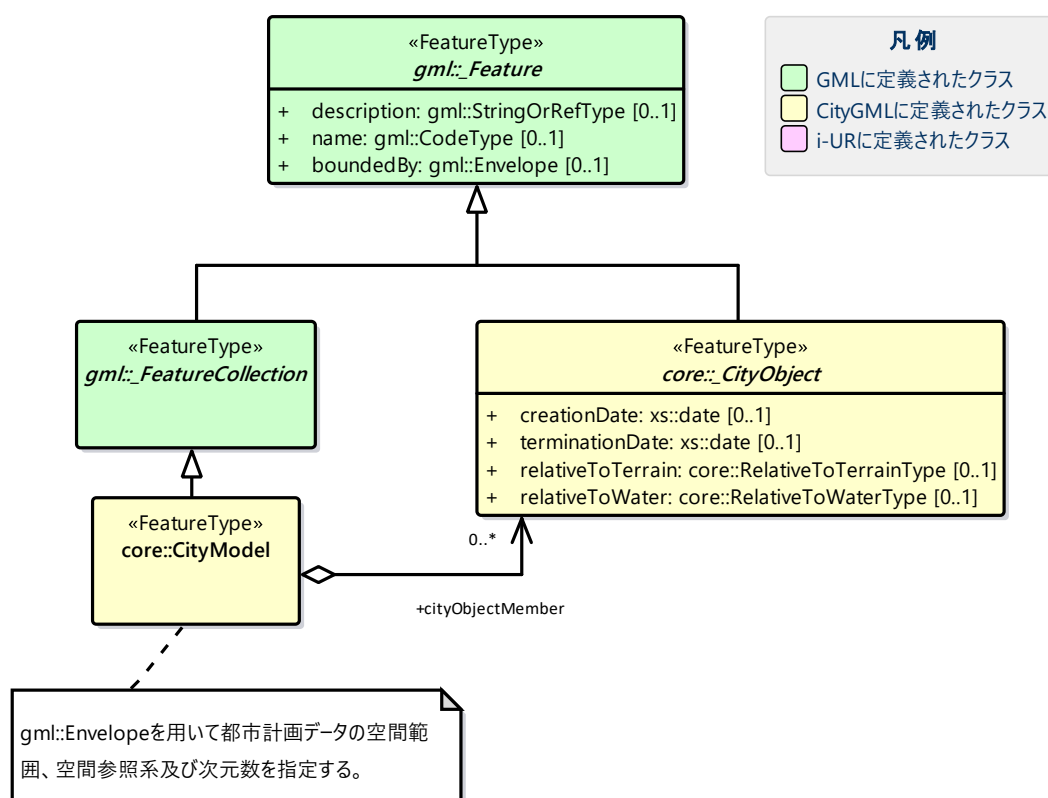 «FeatureType»
gml::_Feature
+ description: gml::StringOrRefType [0..1]
+ name: gml::CodeType [0..1]
+ boundedBy: gml::Envelope [0..1]
凡例
GMLに定義されたクラス
CityGMLに定義されたクラス
i-URに定義されたクラス
«FeatureType»
gml::_FeatureCollection
«FeatureType»
core::_CityObject
+ creationDate: xs::date [0..1]
+ terminationDate: xs::date [0..1]
+ relativeToTerrain: core::RelativeToTerrainType [0..1]
+ relativeToWater: core::RelativeToWaterType [0..1]
«FeatureType»
core::CityModel
0..*
+cityObjectMember
gml::Envelopeを用いて都市計画データの空間範
囲、空間参照系及び次元数を指定する。